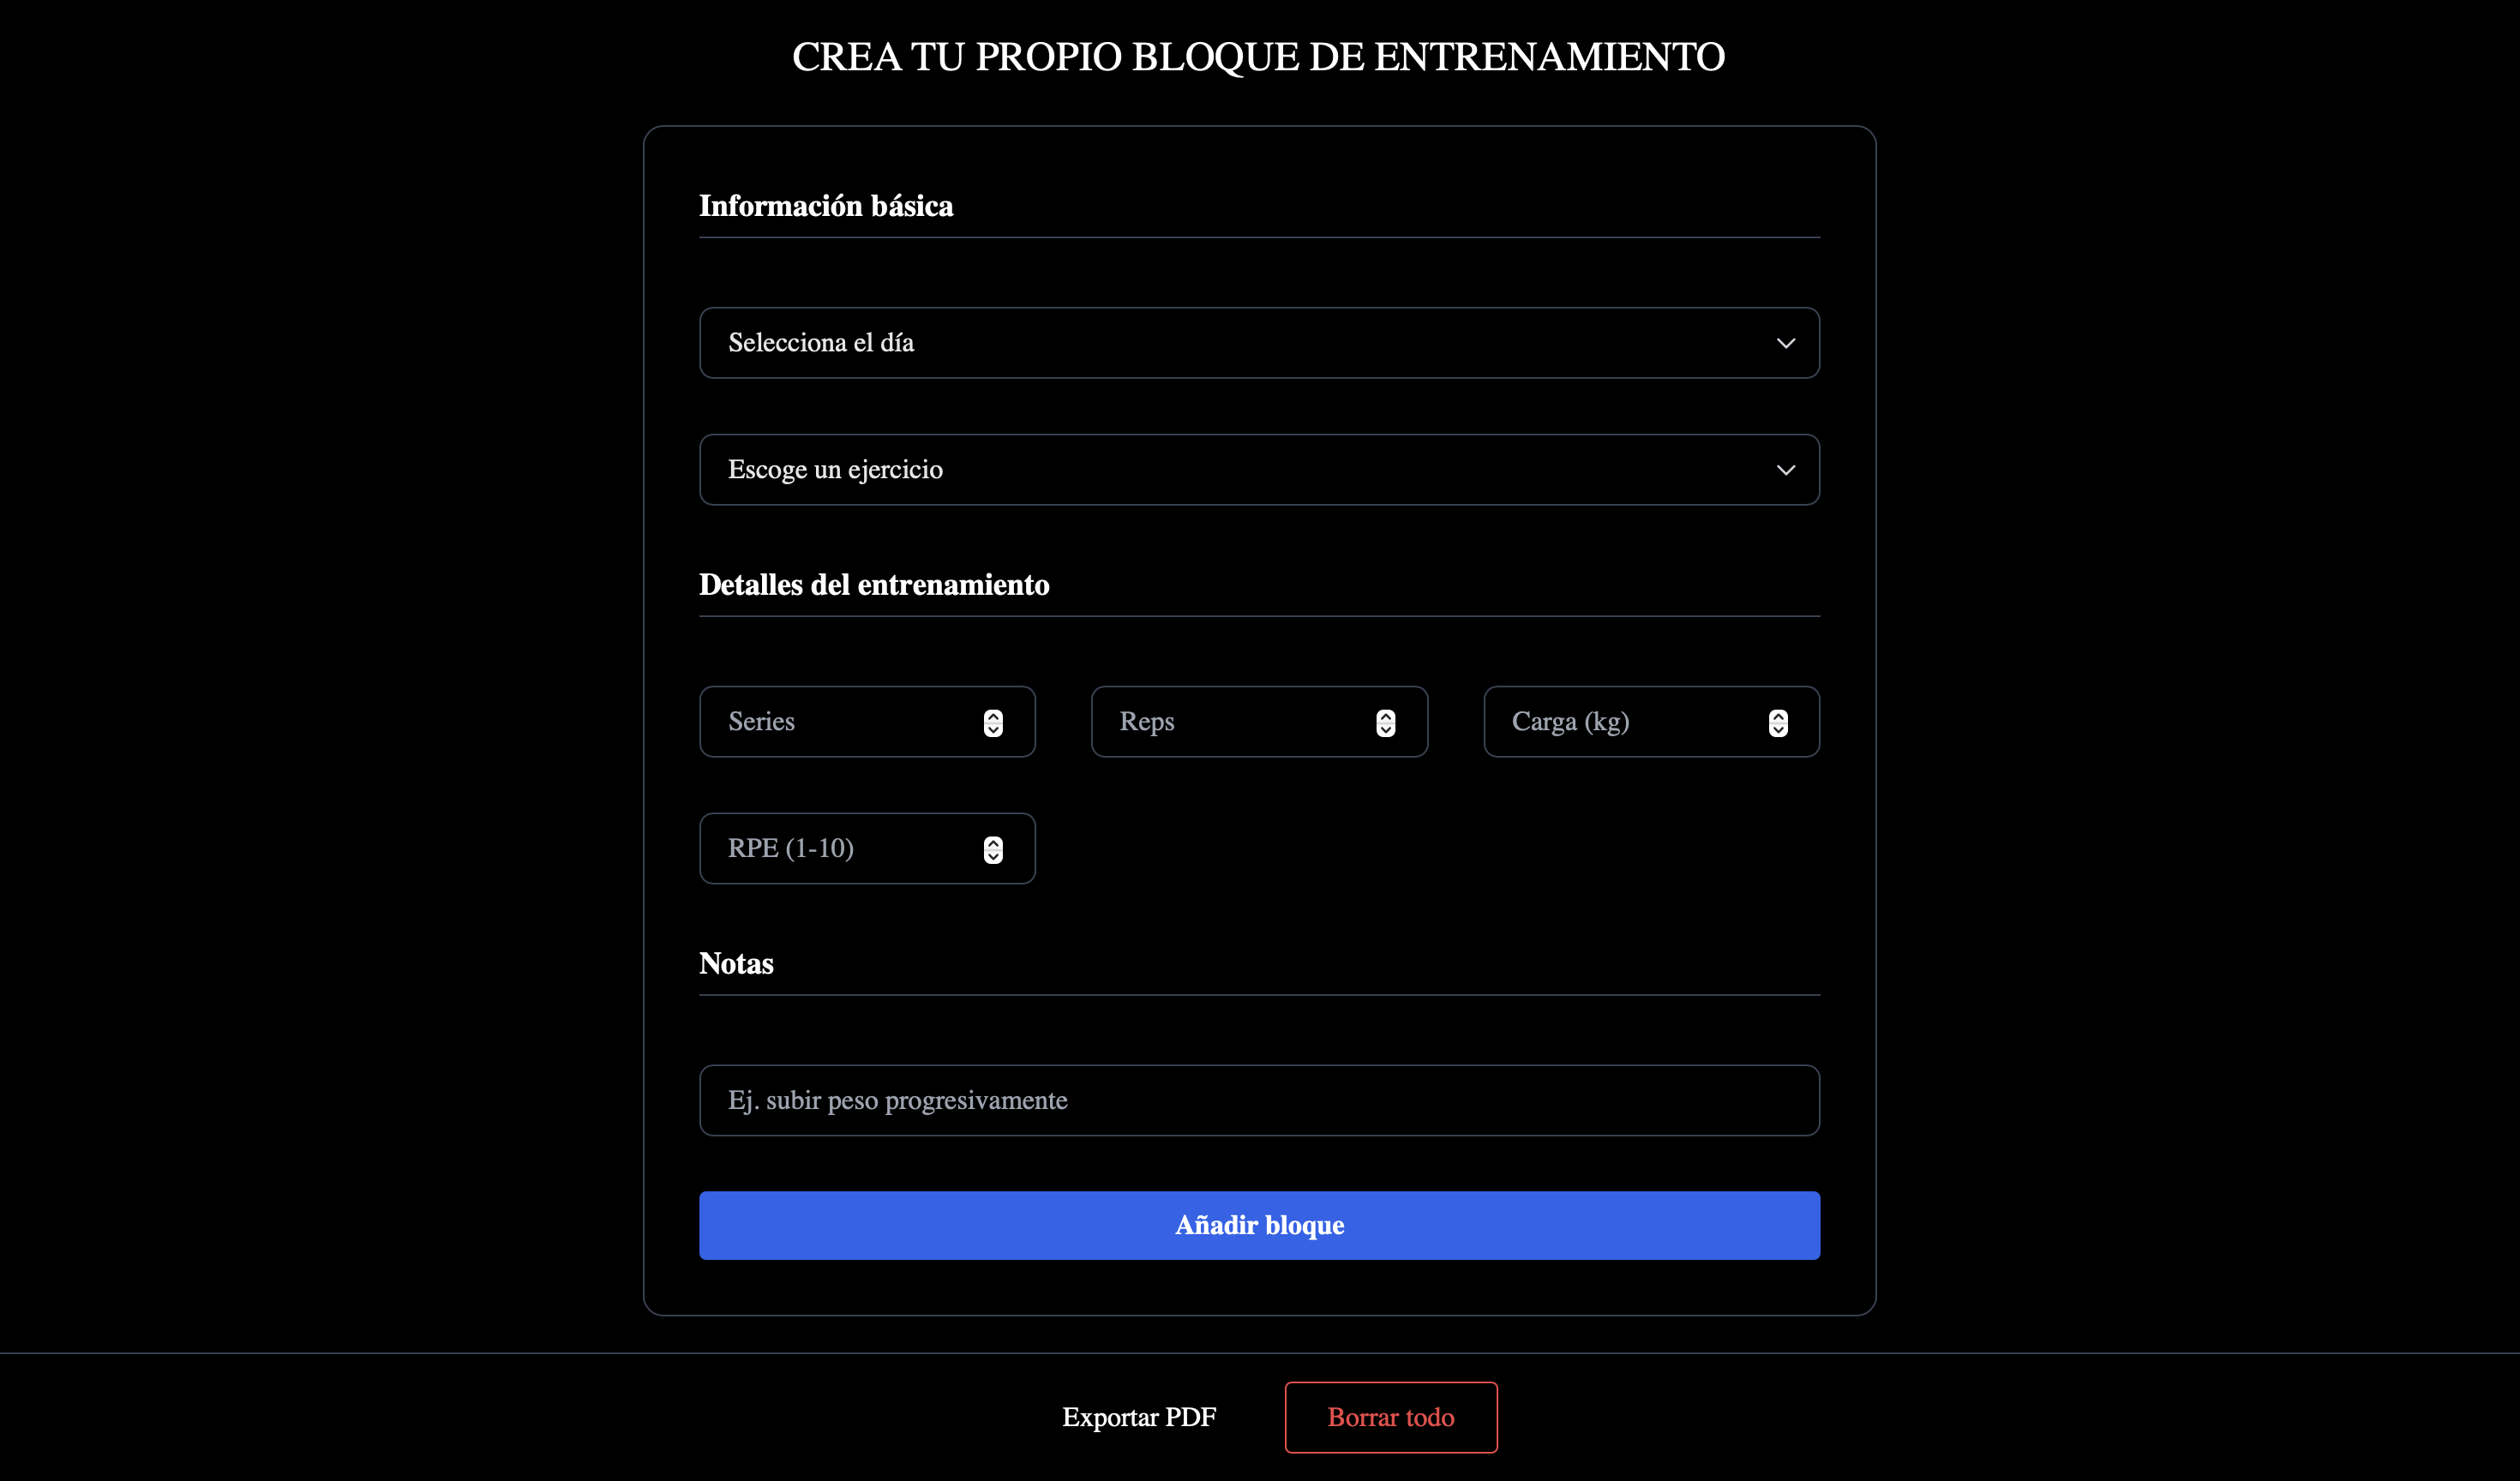 CREA TU PROPIO BLOQUE DE ENTRENAMIENTO
Información básica
Selecciona el día
Escoge un ejercicio
Detalles del entrenamiento
Series
Reps
Carga (kg)
RPE (1-10)
Notas
Ej. subir peso progresivamente
Añadir bloque
Exportar PDF
Borrar todo